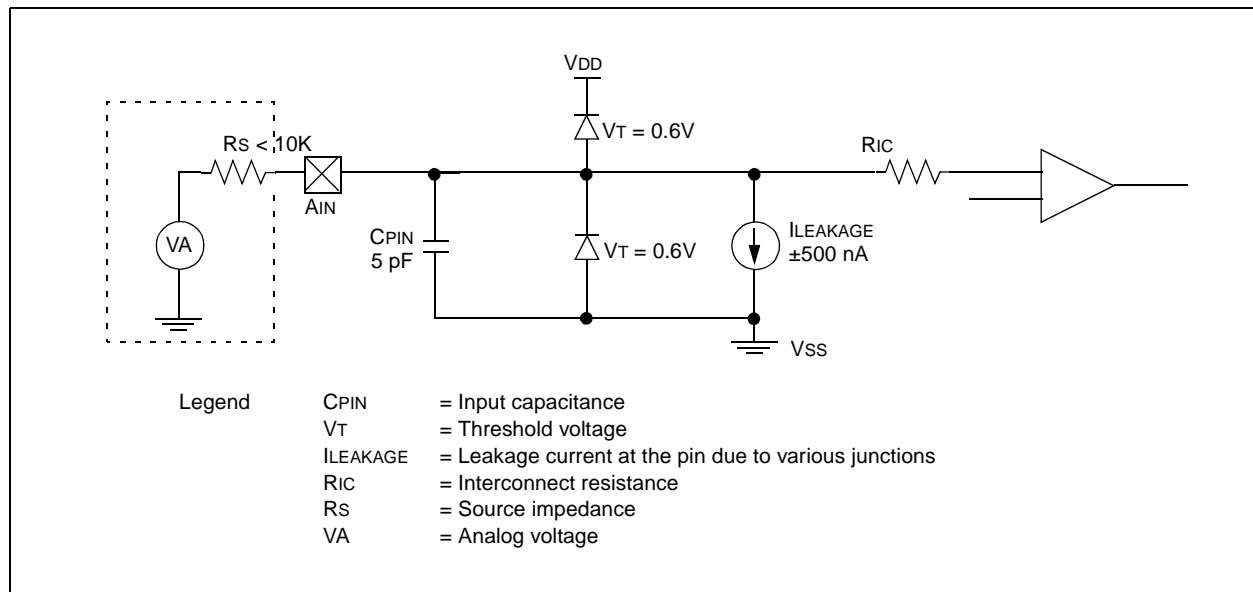 VDD
VT = 0.6V
RS < 10K
RIC
AIN
VA
CPIN
5 pF
VT = 0.6V
ILEAKAGE
±500 nA
VSS
Legend
CPIN = Input capacitance
VT = Threshold voltage
ILEAKAGE = Leakage current at the pin due to various junctions
RIC = Interconnect resistance
RS = Source impedance
VA = Analog voltage